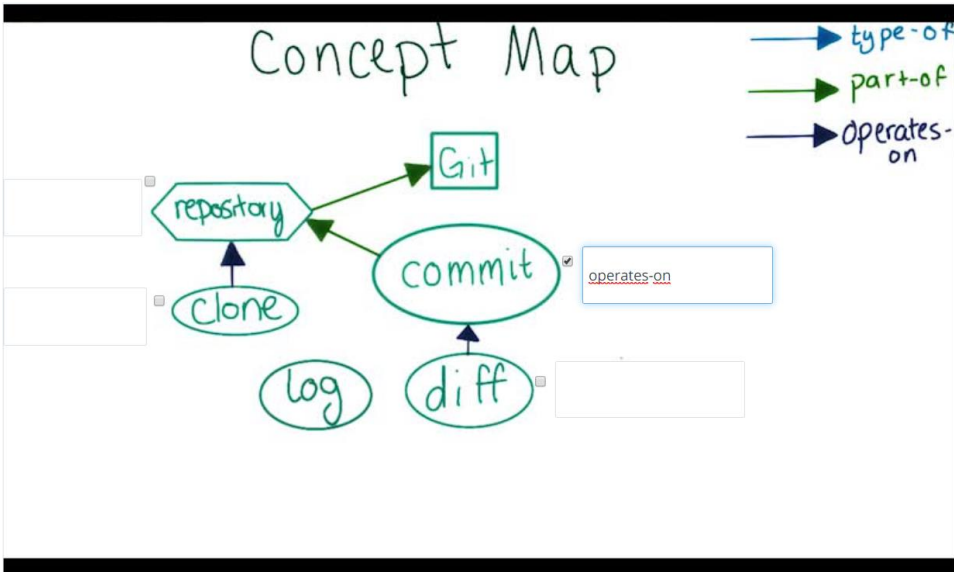 Concept Map
type-of
part-of
operates-
on
Git
repository
commit
operates-on
clone
log
diff